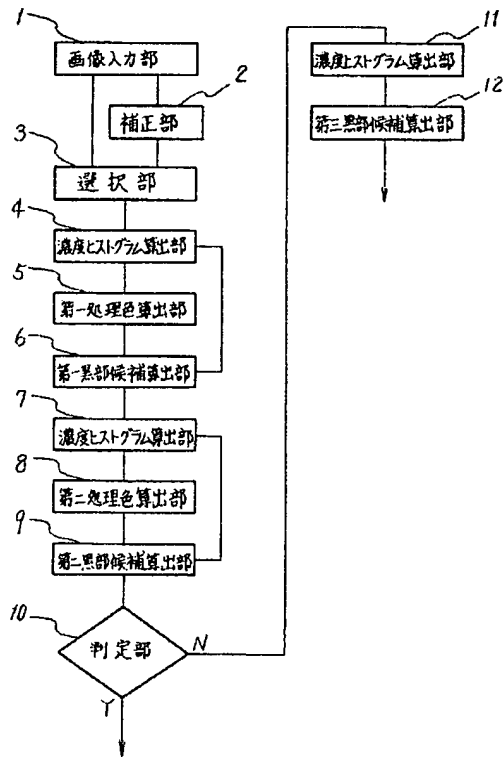 1
画像入力部
2
補正部
3
選択部
4
濃度ヒストグラム算出部
5
第一処理色算出部
6
第一黒部候補算出部
7
濃度ヒストグラム算出部
8
第二処理色算出部
9
第二黒部候補算出部
10
判定部
N
Y
11
濃度ヒストグラム算出部
12
第三黒部候補算出部